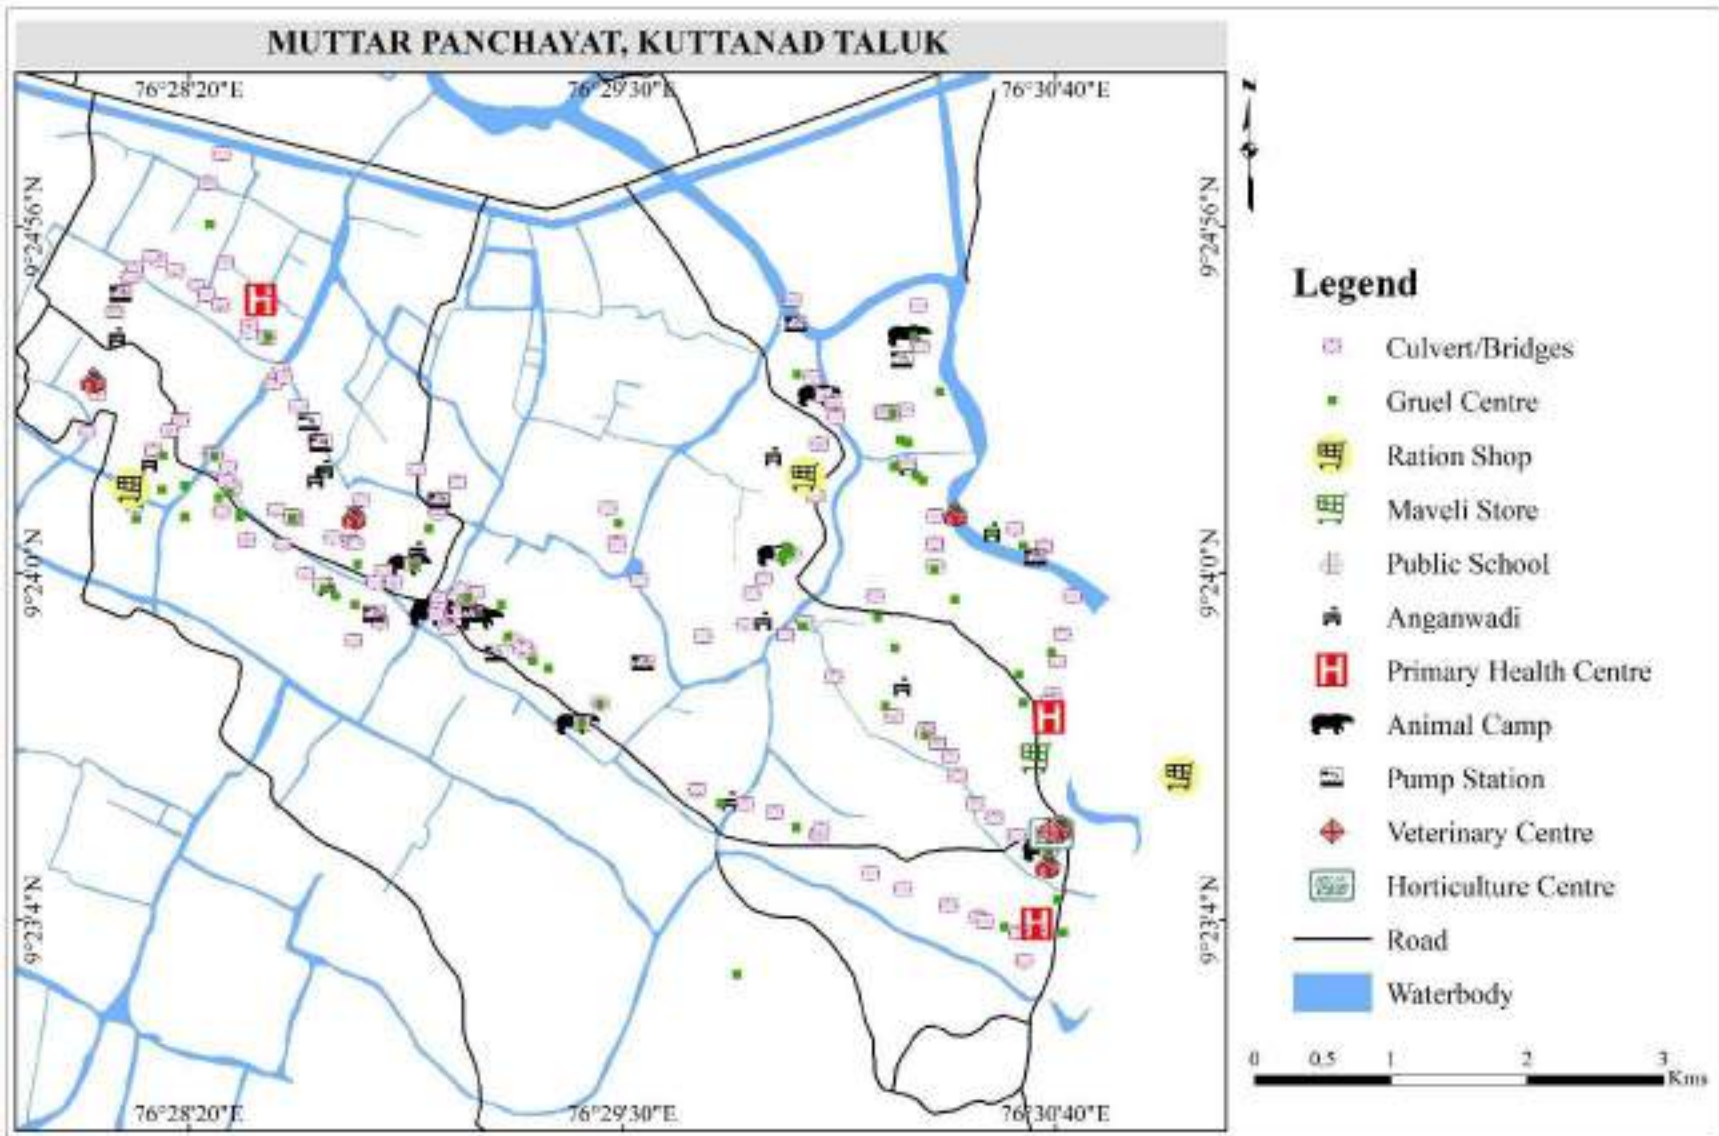 MUTTAR PANCHAYAT, KUTTANAD TALUK
76°28'20"E
76°29'30"E
76°30'40"E
9°24'56"N
9°24'56"N
9°24'0"N
9°24'0"N
9°23'4"N
9°23'4"N
76°28'20"E
76°29'30"E
76°30'40"E
Legend
Culvert/Bridges
Gruel Centre
Ration Shop
Maveli Store
Public School
Anganwadi
Primary Health Centre
Animal Camp
Pump Station
Veterinary Centre
Horticulture Centre
Road
Waterbody
0 0.5 1 2 3
Kms